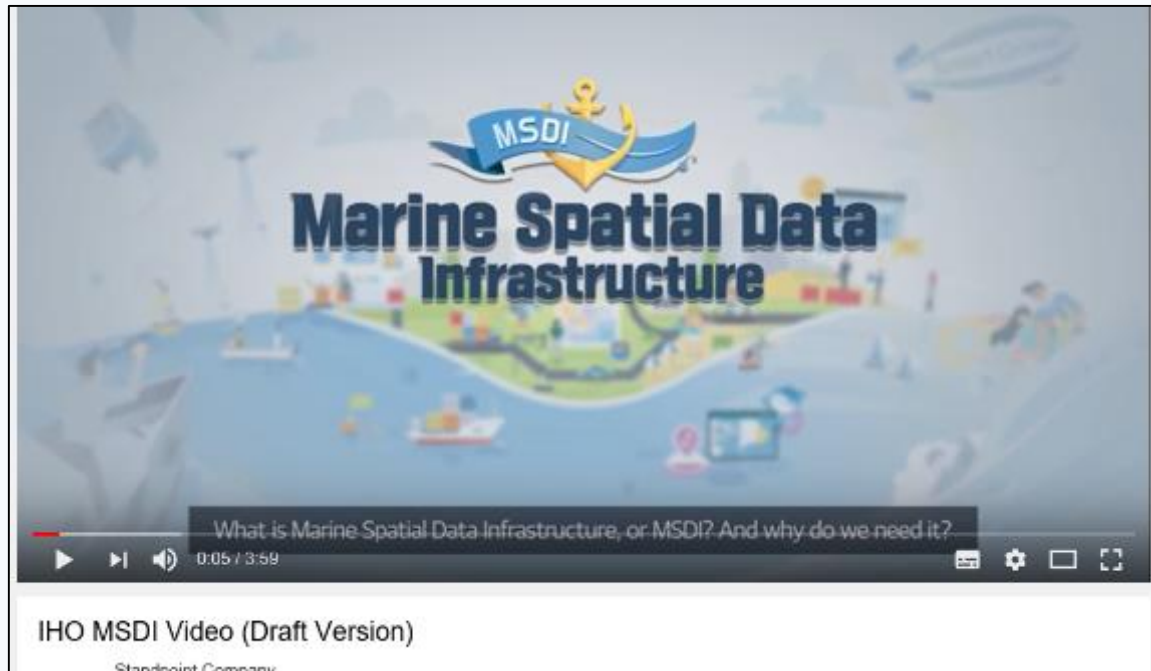 MSDI
Marine Spatial Data
Infrastructure
What is Marine Spatial Data Infrastructure, or MSDI? And why do we need it?
0:05 / 3:59
IHO MSDI Video (Draft Version)
Standpoint Company